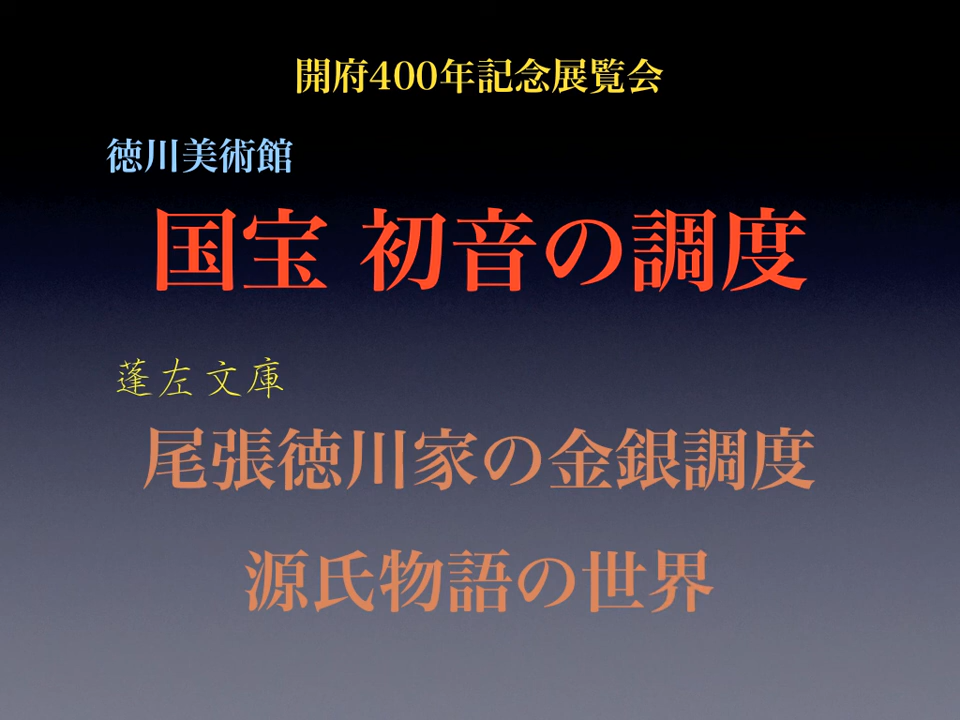 開府400年記念展覧会
徳川美術館
国宝 初音の調度
蓬左文庫
尾張徳川家の金銀調度
源氏物語の世界